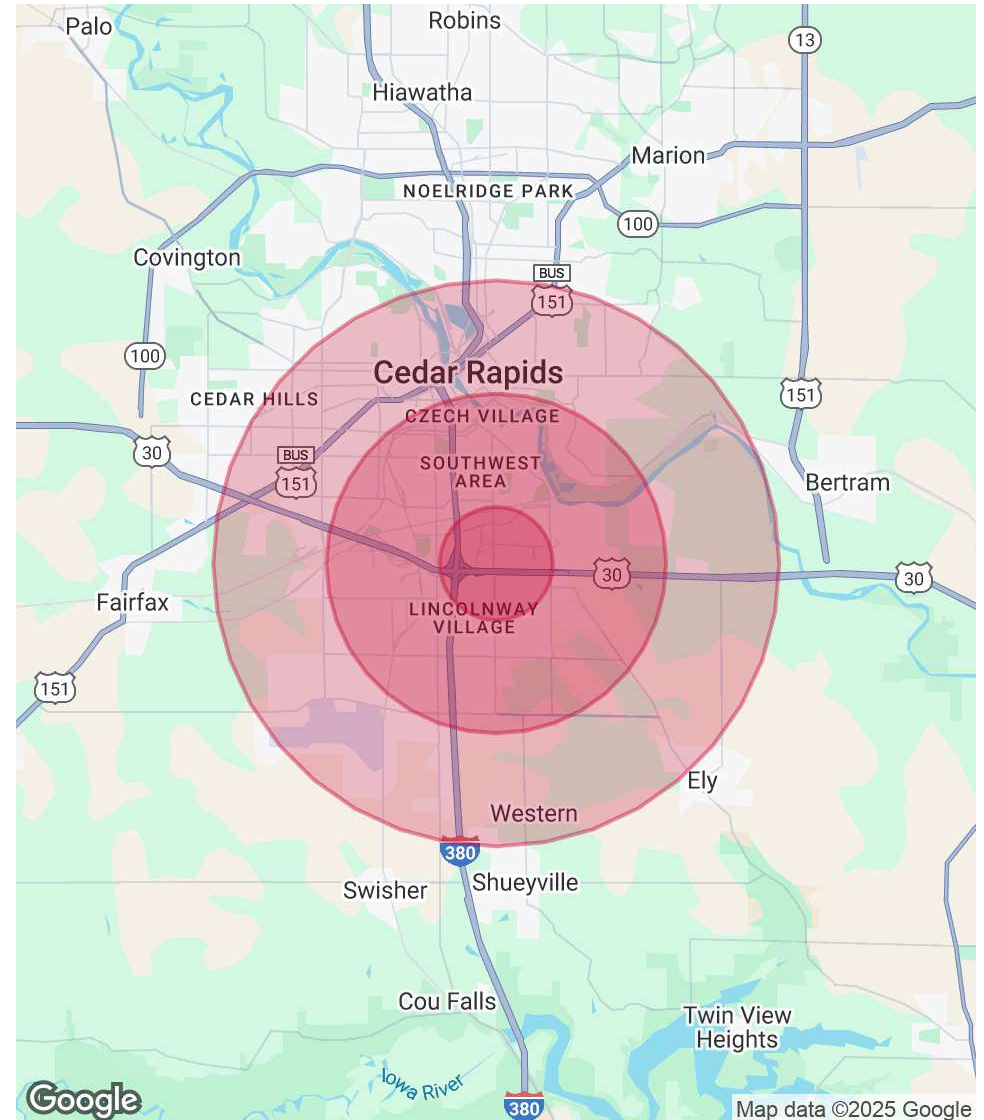 Palo
Robins
13
Hiawatha
Marion
NOELRIDGE PARK
100
Covington
BUS
151
100
Cedar Rapids
CEDAR HILLS
151
CZECH VILLAGE
30
BUS
151
SOUTHWEST
AREA
Bertram
30
30
Fairfax
LINCOLNWAY
VILLAGE
151
Ely
Western
380
Swisher
Shueyville
Cou Falls
Twin View
Heights
Iowa River
Google
380
Map data ©2025 Google